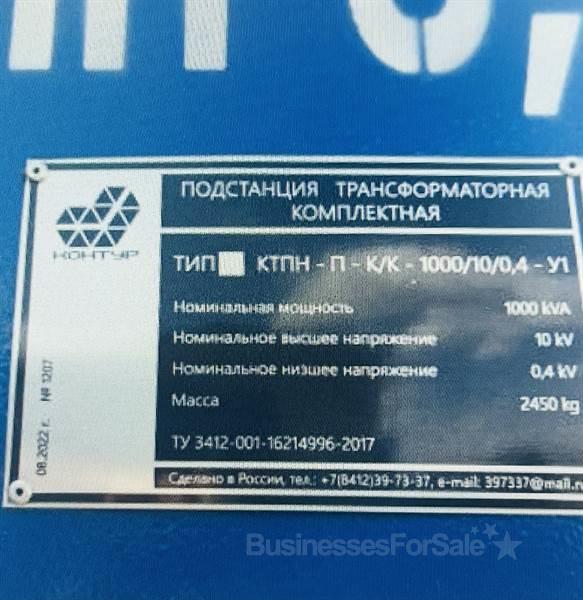 ПОДСТАНЦИЯ ТРАНСФОРМАТОРНАЯ
КОМПЛЕКТНАЯ
КОНТУР
ТИП КТПН - П - К/К - 1000/10/0,4 - У1
Номинальная мощность 1000 kVA
Номинальное высшее напряжение 10 kV
Номинальное низшее напряжение 0,4 kV
Масса 2450 kg
ТУ 3412-001-16214996-2017
Сделано в России, тел.: +7(8412)39-73-37, e-mail: 397337@mail.ru
08.2022 г. № 1207
BusinessesForSale